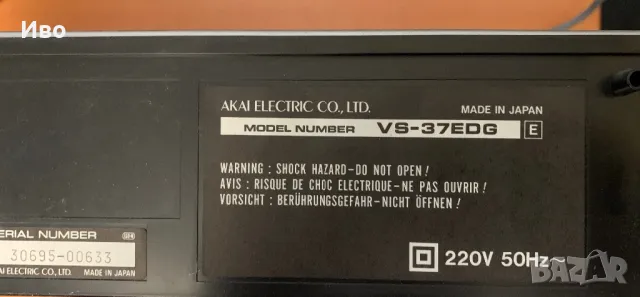 Иво
AKAI ELECTRIC CO., LTD. MADE IN JAPAN
MODEL NUMBER VS-37EDG E
WARNING : SHOCK HAZARD-DO NOT OPEN!
AVIS : RISQUE DE CHOC ELECTRIQUE-NE PAS OUVRIR!
VORSICHT : BERÜHRUNGSGEFAHR-NICHT ÖFFNEN!
220V 50Hz~
ERIAL NUMBER
30695-00633
AI ELECTRIC CO., LTD. MADE IN JAPAN
BAZAR